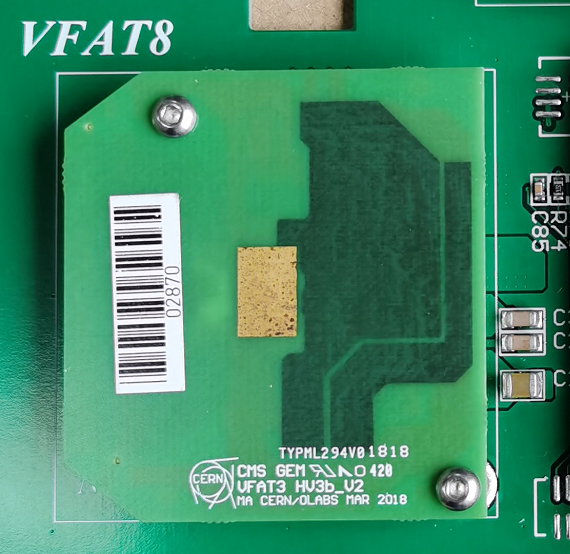 VFAT8
02870
C85
R74
TYPML294V01818
CERN
CMS GEM 420
VFAT3 HV3b_V2
MA CERN/OLABS MAR 2018